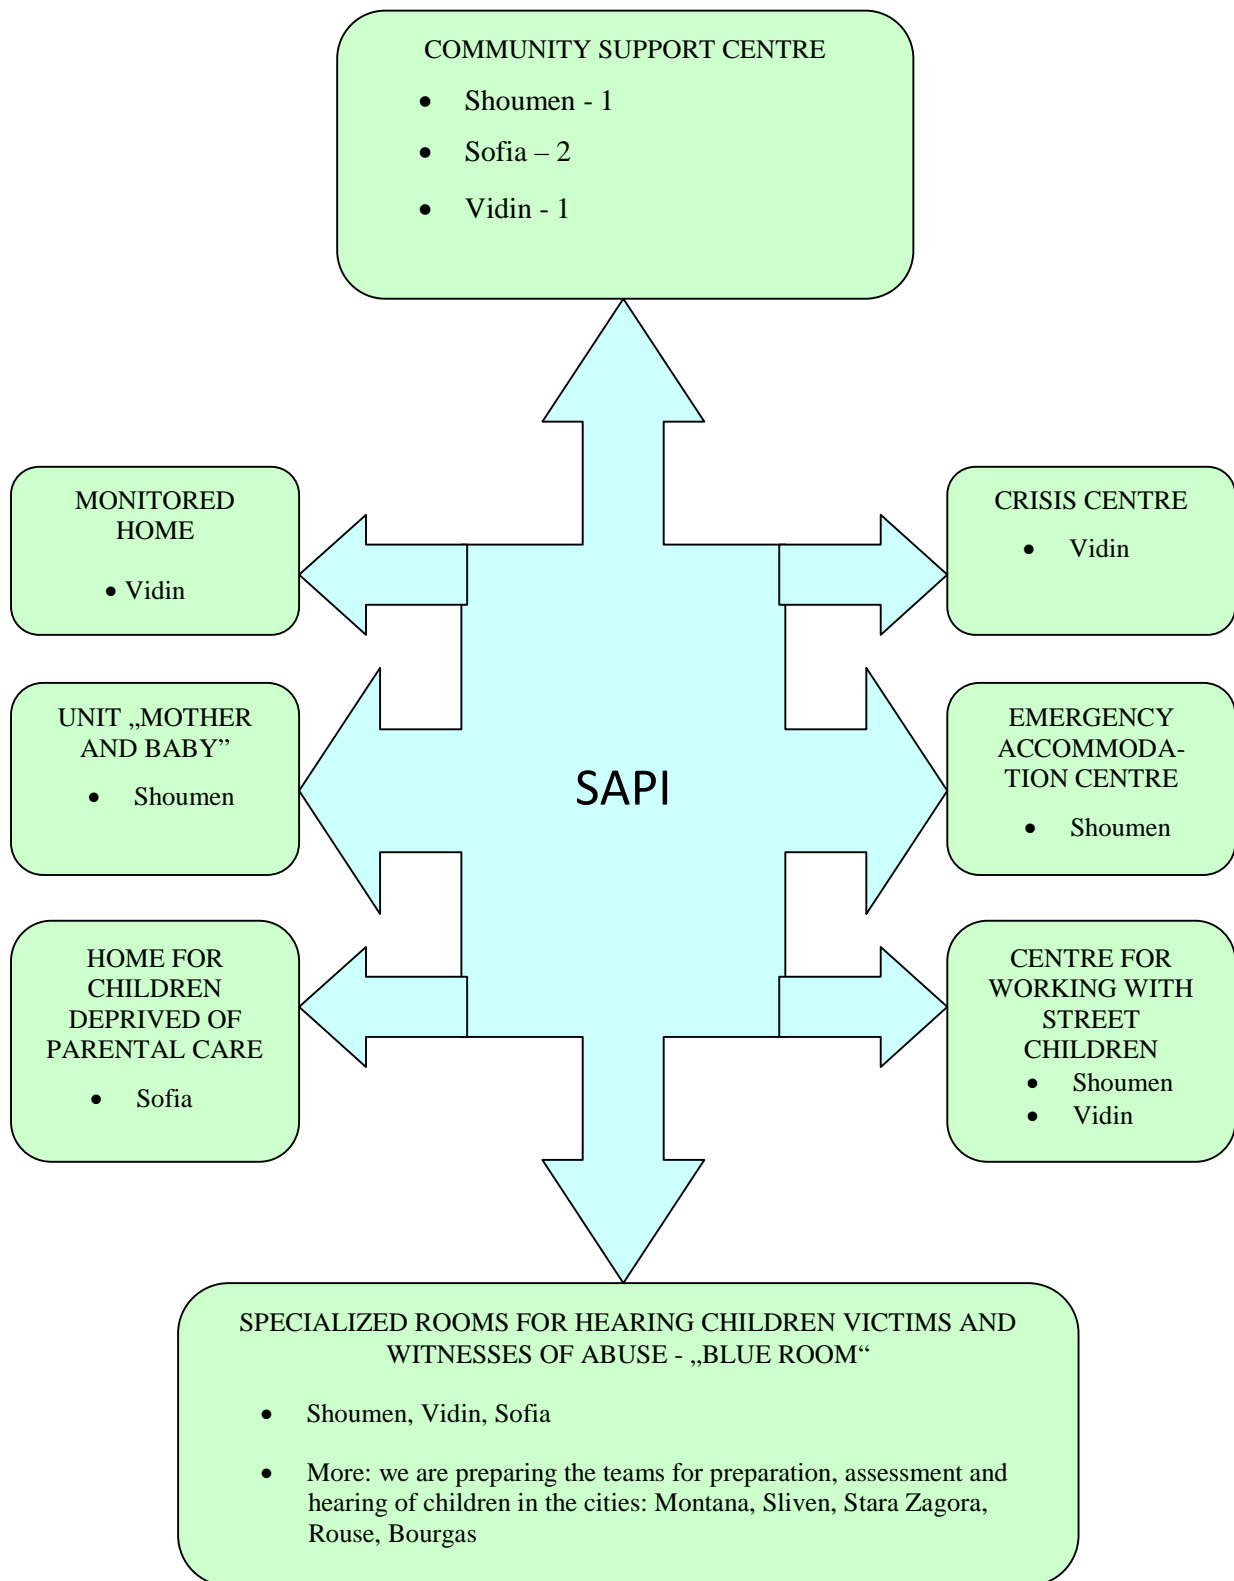 COMMUNITY SUPPORT CENTRE
• Shoumen - 1
• Sofia – 2
• Vidin - 1
MONITORED
HOME
• Vidin
CRISIS CENTRE
• Vidin
UNIT „MOTHER
AND BABY”
• Shoumen
SAPI
EMERGENCY
ACCOMMODA-
TION CENTRE
• Shoumen
HOME FOR
CHILDREN
DEPRIVED OF
PARENTAL CARE
• Sofia
CENTRE FOR
WORKING WITH
STREET
CHILDREN
• Shoumen
• Vidin
SPECIALIZED ROOMS FOR HEARING CHILDREN VICTIMS AND
WITNESSES OF ABUSE - „BLUE ROOM“
• Shoumen, Vidin, Sofia
• More: we are preparing the teams for preparation, assessment and
hearing of children in the cities: Montana, Sliven, Stara Zagora,
Rouse, Bourgas